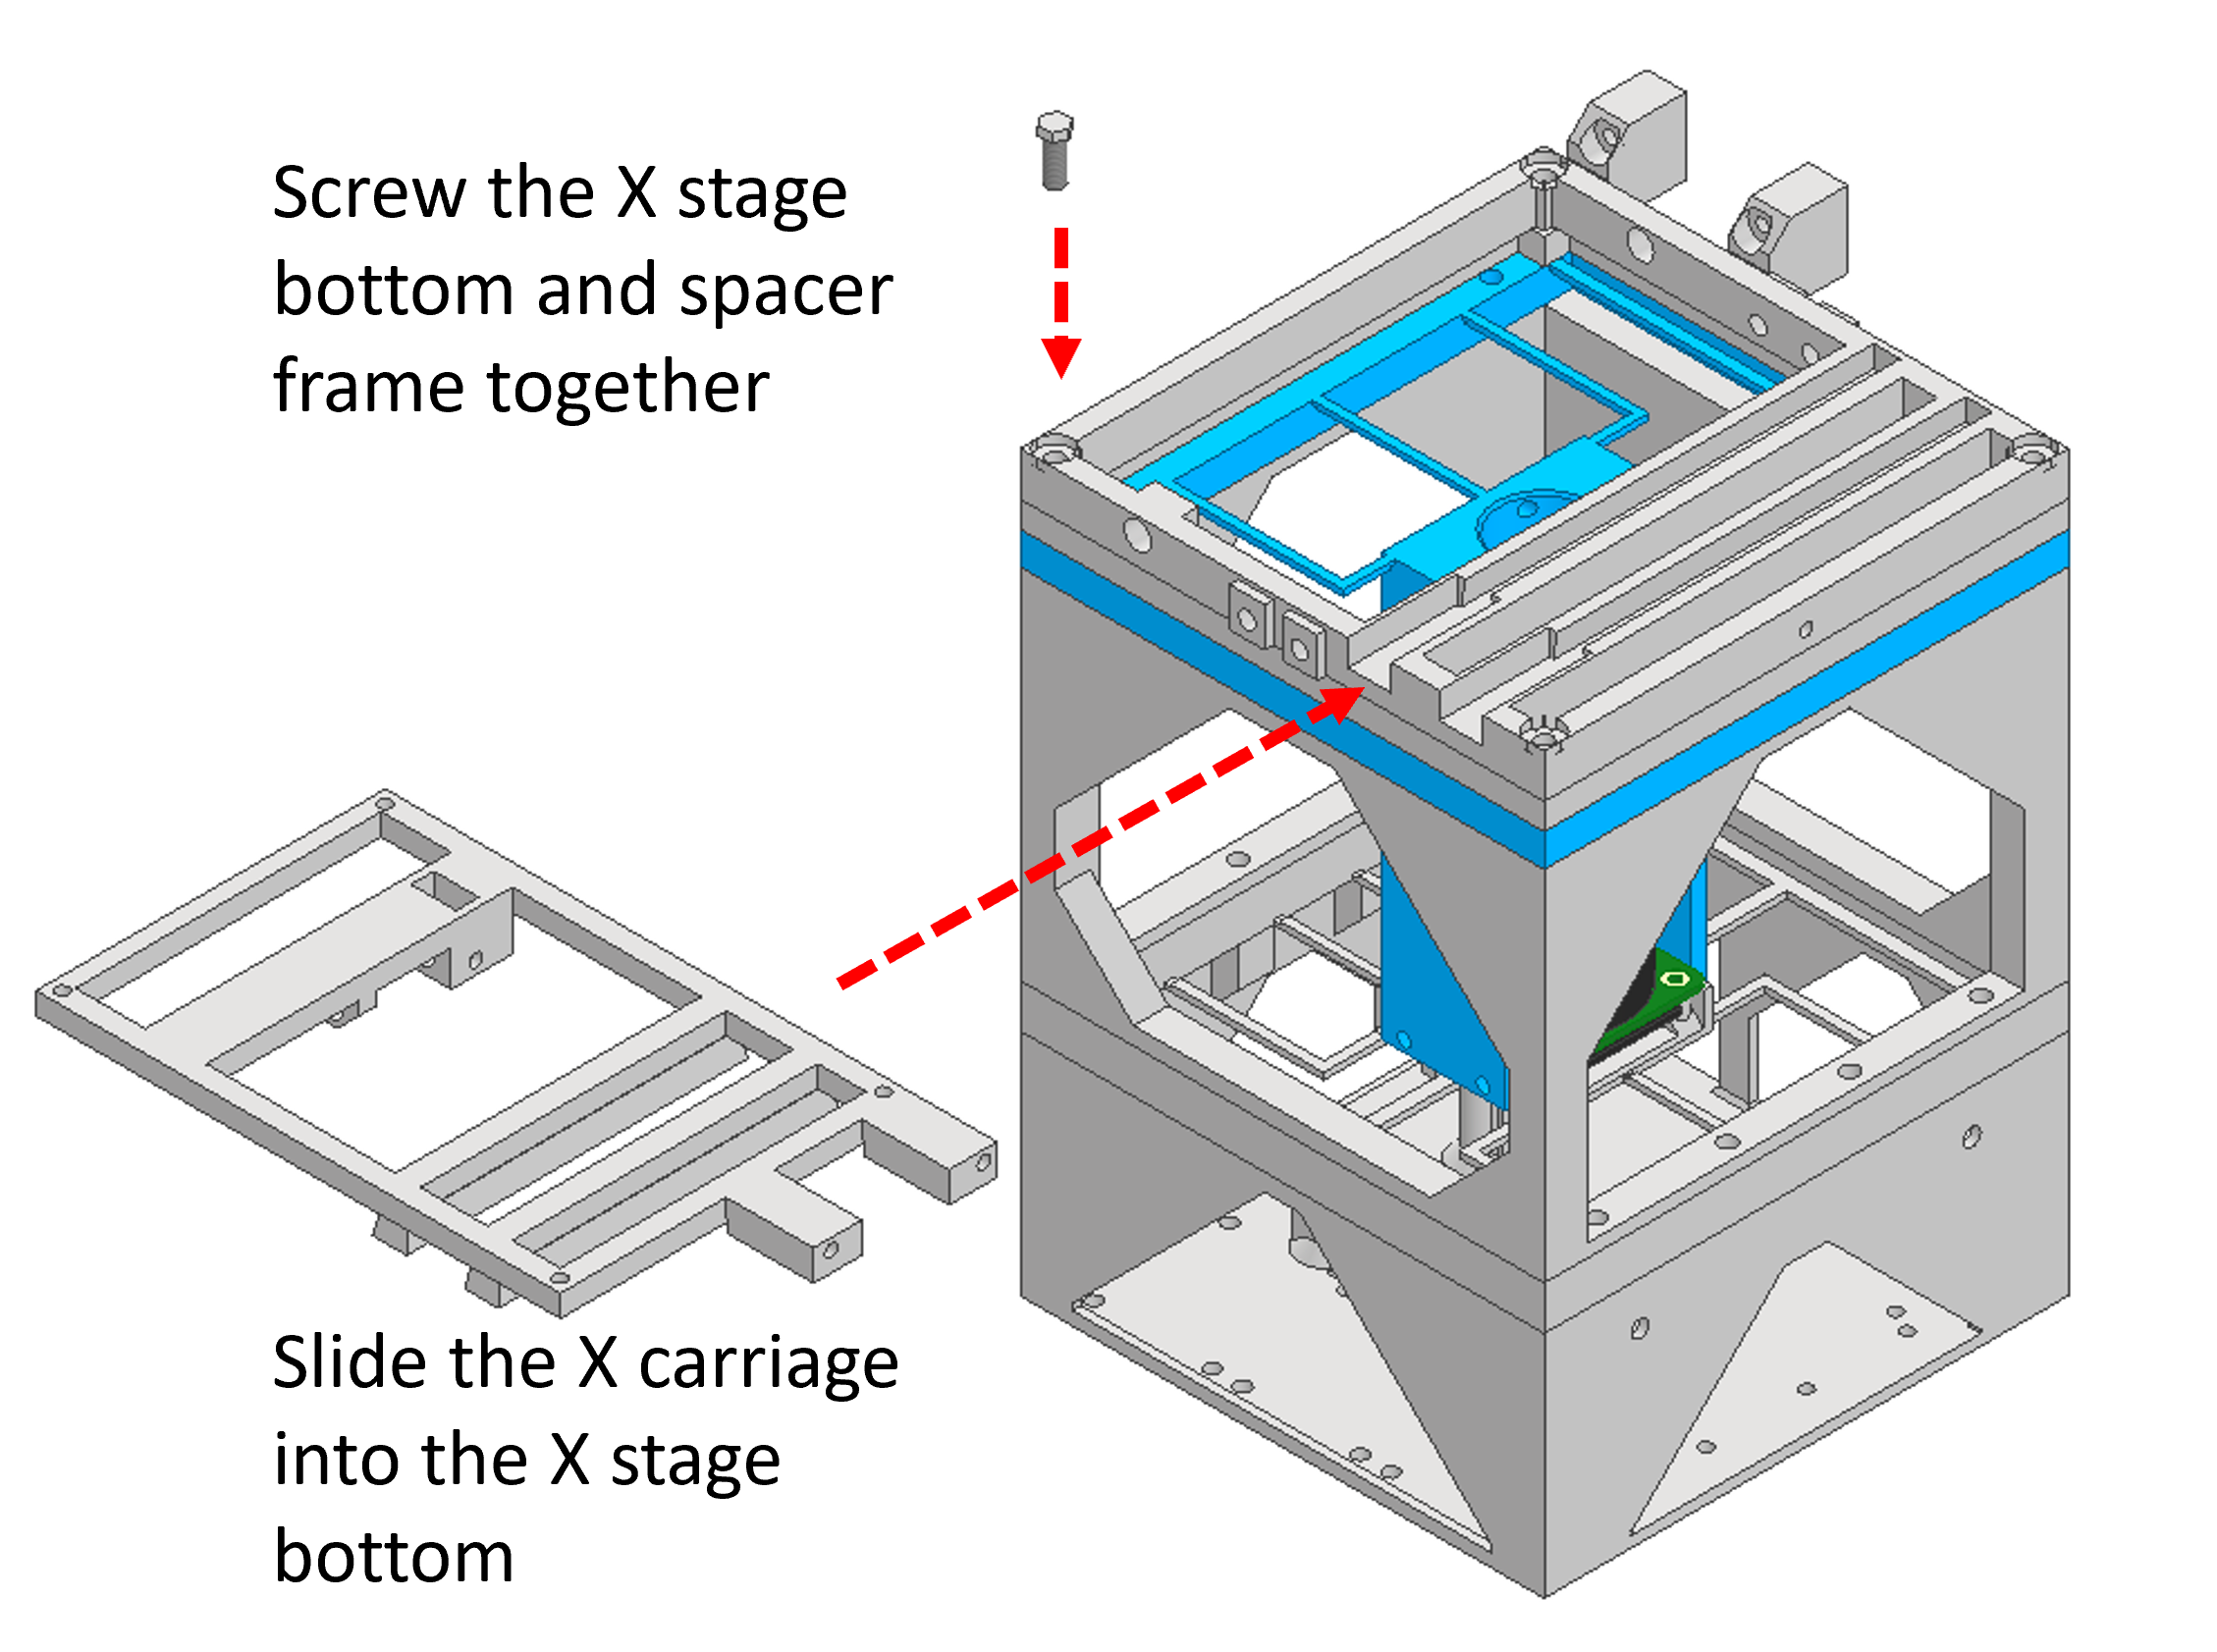 Screw the X stage
bottom and spacer
frame together
Slide the X carriage
into the X stage
bottom